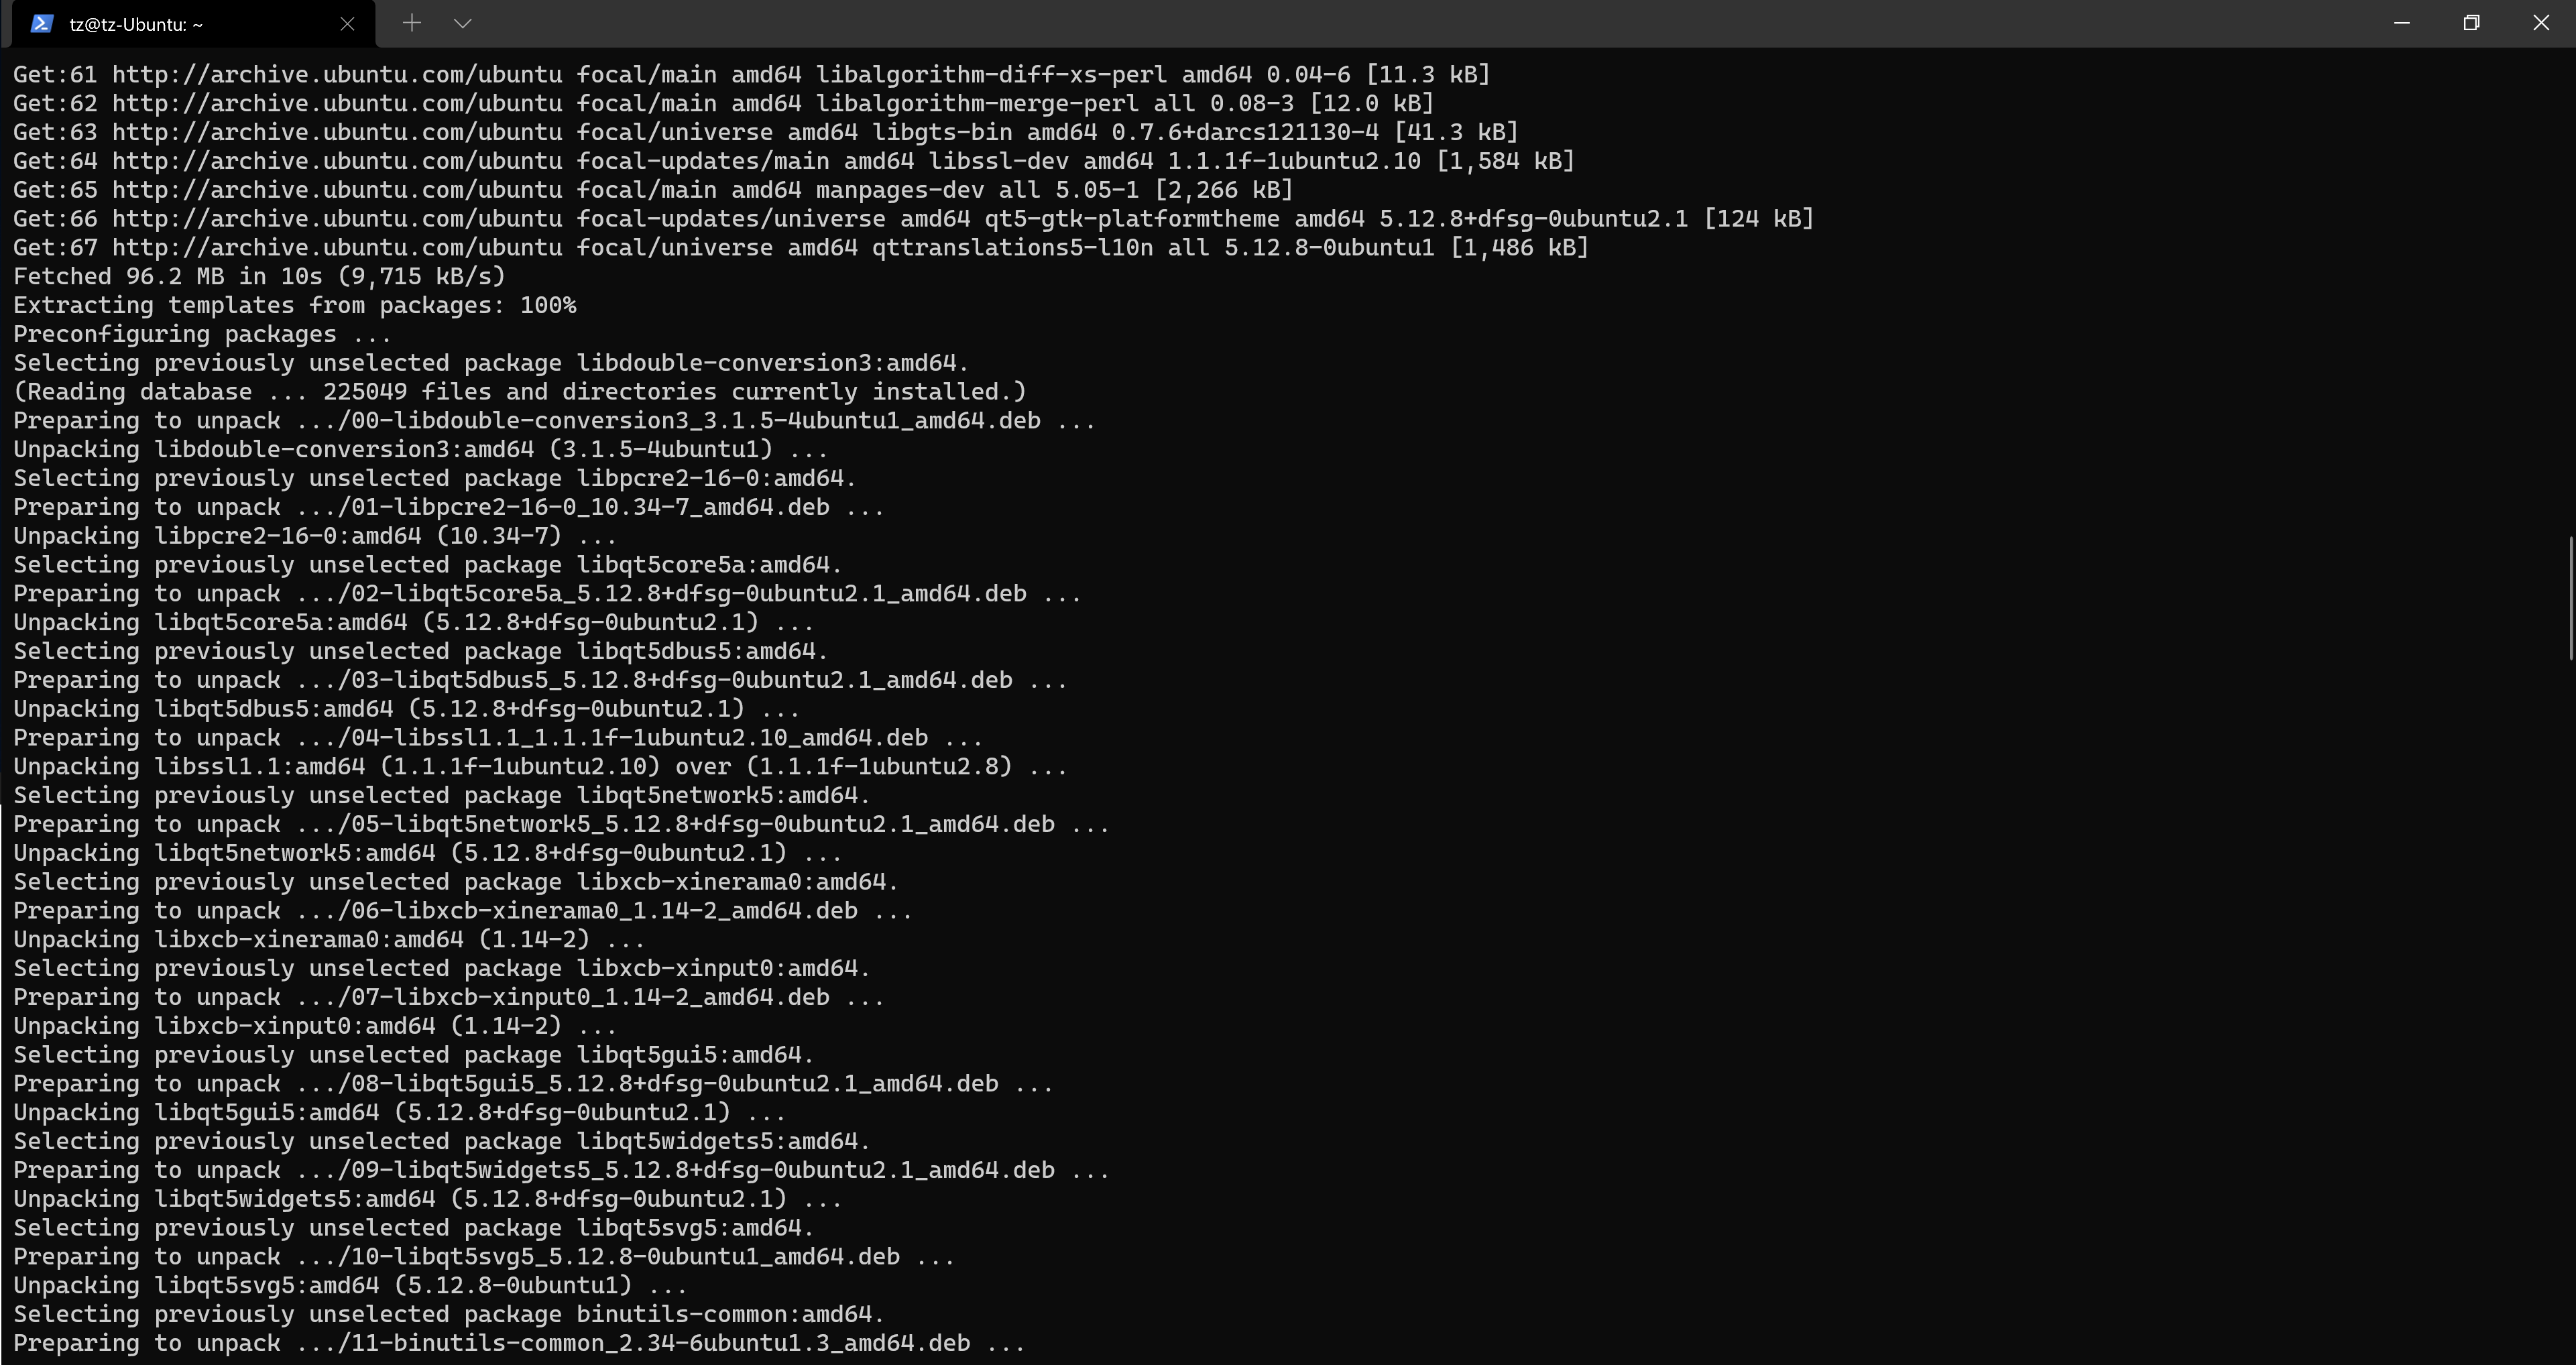 tz@tz-Ubuntu: ~
Get:61 http://archive.ubuntu.com/ubuntu focal/main amd64 libalgorithm-diff-xs-perl amd64 0.04-6 [11.3 kB]
Get:62 http://archive.ubuntu.com/ubuntu focal/main amd64 libalgorithm-merge-perl all 0.08-3 [12.0 kB]
Get:63 http://archive.ubuntu.com/ubuntu focal/universe amd64 libgts-bin amd64 0.7.6+darcs121130-4 [41.3 kB]
Get:64 http://archive.ubuntu.com/ubuntu focal-updates/main amd64 libssl-dev amd64 1.1.1f-1ubuntu2.10 [1,584 kB]
Get:65 http://archive.ubuntu.com/ubuntu focal/main amd64 manpages-dev all 5.05-1 [2,266 kB]
Get:66 http://archive.ubuntu.com/ubuntu focal-updates/universe amd64 qt5-gtk-platformtheme amd64 5.12.8+dfsg-0ubuntu2.1 [124 kB]
Get:67 http://archive.ubuntu.com/ubuntu focal/universe amd64 qttranslations5-l10n all 5.12.8-0ubuntu1 [1,486 kB]
Fetched 96.2 MB in 10s (9,715 kB/s)
Extracting templates from packages: 100%
Preconfiguring packages ...
Selecting previously unselected package libdouble-conversion3:amd64.
(Reading database ... 225049 files and directories currently installed.)
Preparing to unpack .../00-libdouble-conversion3_3.1.5-4ubuntu1_amd64.deb ...
Unpacking libdouble-conversion3:amd64 (3.1.5-4ubuntu1) ...
Selecting previously unselected package libpcre2-16-0:amd64.
Preparing to unpack .../01-libpcre2-16-0_10.34-7_amd64.deb ...
Unpacking libpcre2-16-0:amd64 (10.34-7) ...
Selecting previously unselected package libqt5core5a:amd64.
Preparing to unpack .../02-libqt5core5a_5.12.8+dfsg-0ubuntu2.1_amd64.deb ...
Unpacking libqt5core5a:amd64 (5.12.8+dfsg-0ubuntu2.1) ...
Selecting previously unselected package libqt5dbus5:amd64.
Preparing to unpack .../03-libqt5dbus5_5.12.8+dfsg-0ubuntu2.1_amd64.deb ...
Unpacking libqt5dbus5:amd64 (5.12.8+dfsg-0ubuntu2.1) ...
Preparing to unpack .../04-libssl1.1_1.1.1f-1ubuntu2.10_amd64.deb ...
Unpacking libssl1.1:amd64 (1.1.1f-1ubuntu2.10) over (1.1.1f-1ubuntu2.8) ...
Selecting previously unselected package libqt5network5:amd64.
Preparing to unpack .../05-libqt5network5_5.12.8+dfsg-0ubuntu2.1_amd64.deb ...
Unpacking libqt5network5:amd64 (5.12.8+dfsg-0ubuntu2.1) ...
Selecting previously unselected package libxcb-xinerama0:amd64.
Preparing to unpack .../06-libxcb-xinerama0_1.14-2_amd64.deb ...
Unpacking libxcb-xinerama0:amd64 (1.14-2) ...
Selecting previously unselected package libxcb-xinput0:amd64.
Preparing to unpack .../07-libxcb-xinput0_1.14-2_amd64.deb ...
Unpacking libxcb-xinput0:amd64 (1.14-2) ...
Selecting previously unselected package libqt5gui5:amd64.
Preparing to unpack .../08-libqt5gui5_5.12.8+dfsg-0ubuntu2.1_amd64.deb ...
Unpacking libqt5gui5:amd64 (5.12.8+dfsg-0ubuntu2.1) ...
Selecting previously unselected package libqt5widgets5:amd64.
Preparing to unpack .../09-libqt5widgets5_5.12.8+dfsg-0ubuntu2.1_amd64.deb ...
Unpacking libqt5widgets5:amd64 (5.12.8+dfsg-0ubuntu2.1) ...
Selecting previously unselected package libqt5svg5:amd64.
Preparing to unpack .../10-libqt5svg5_5.12.8-0ubuntu1_amd64.deb ...
Unpacking libqt5svg5:amd64 (5.12.8-0ubuntu1) ...
Selecting previously unselected package binutils-common:amd64.
Preparing to unpack .../11-binutils-common_2.34-6ubuntu1.3_amd64.deb ...